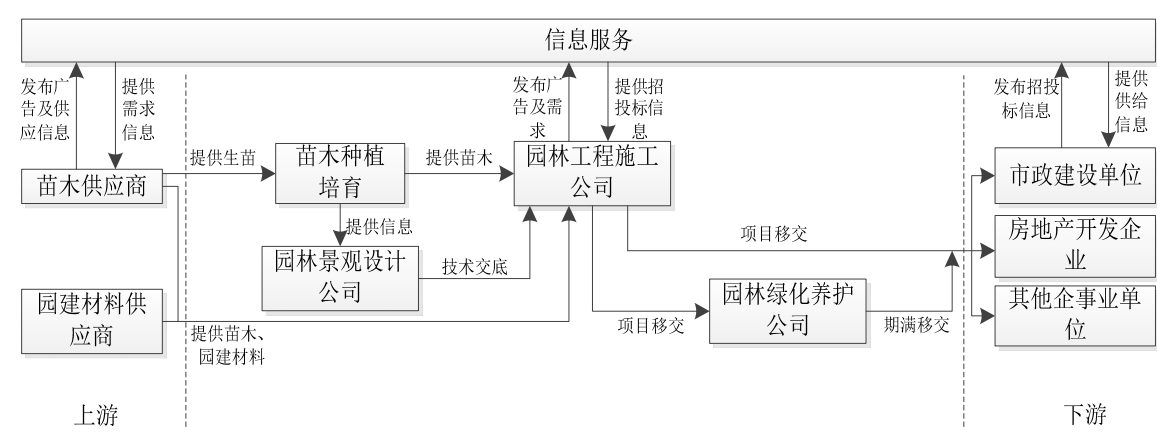 信息服务
发布广
告及供
应信息
提供
需求
信息
发布广
告及需
求
提供招
投标信
息
发布招投
标信息
提供
供给
信息
苗木供应商
提供生苗
苗木种植
培育
提供苗木
园林工程施工
公司
市政建设单位
提供信息
园林景观设计
公司
技术交底
项目移交
房地产开发企
业
园建材料供
应商
提供苗木、
园建材料
项目移交
园林绿化养护
公司
期满移交
其他企事业单
位
上游
下游